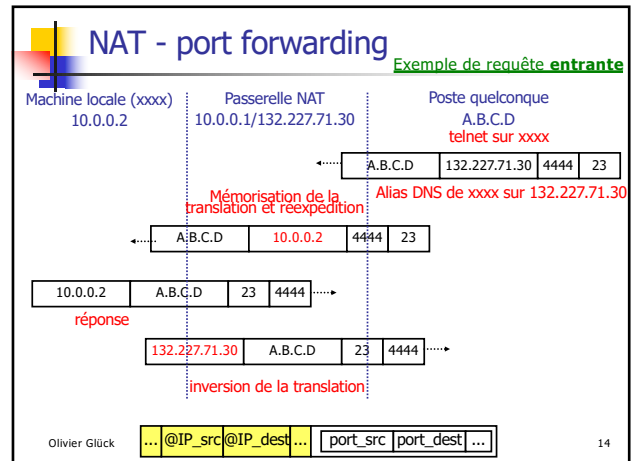 NAT - port forwarding
Exemple de requête entrante
Machine locale (xxxx)
10.0.0.2
Passerelle NAT
10.0.0.1/132.227.71.30
Poste quelconque
A.B.C.D
telnet sur xxxx
A.B.C.D 132.227.71.30 4444 23
Alias DNS de xxxx sur 132.227.71.30
Mémorisation de la
translation et réexpédition
A.B.C.D 10.0.0.2 4444 23
10.0.0.2 A.B.C.D 23 4444
réponse
132.227.71.30 A.B.C.D 23 4444
inversion de la translation
Olivier Glück
... @IP_src @IP_dest ... port_src port_dest ...
14